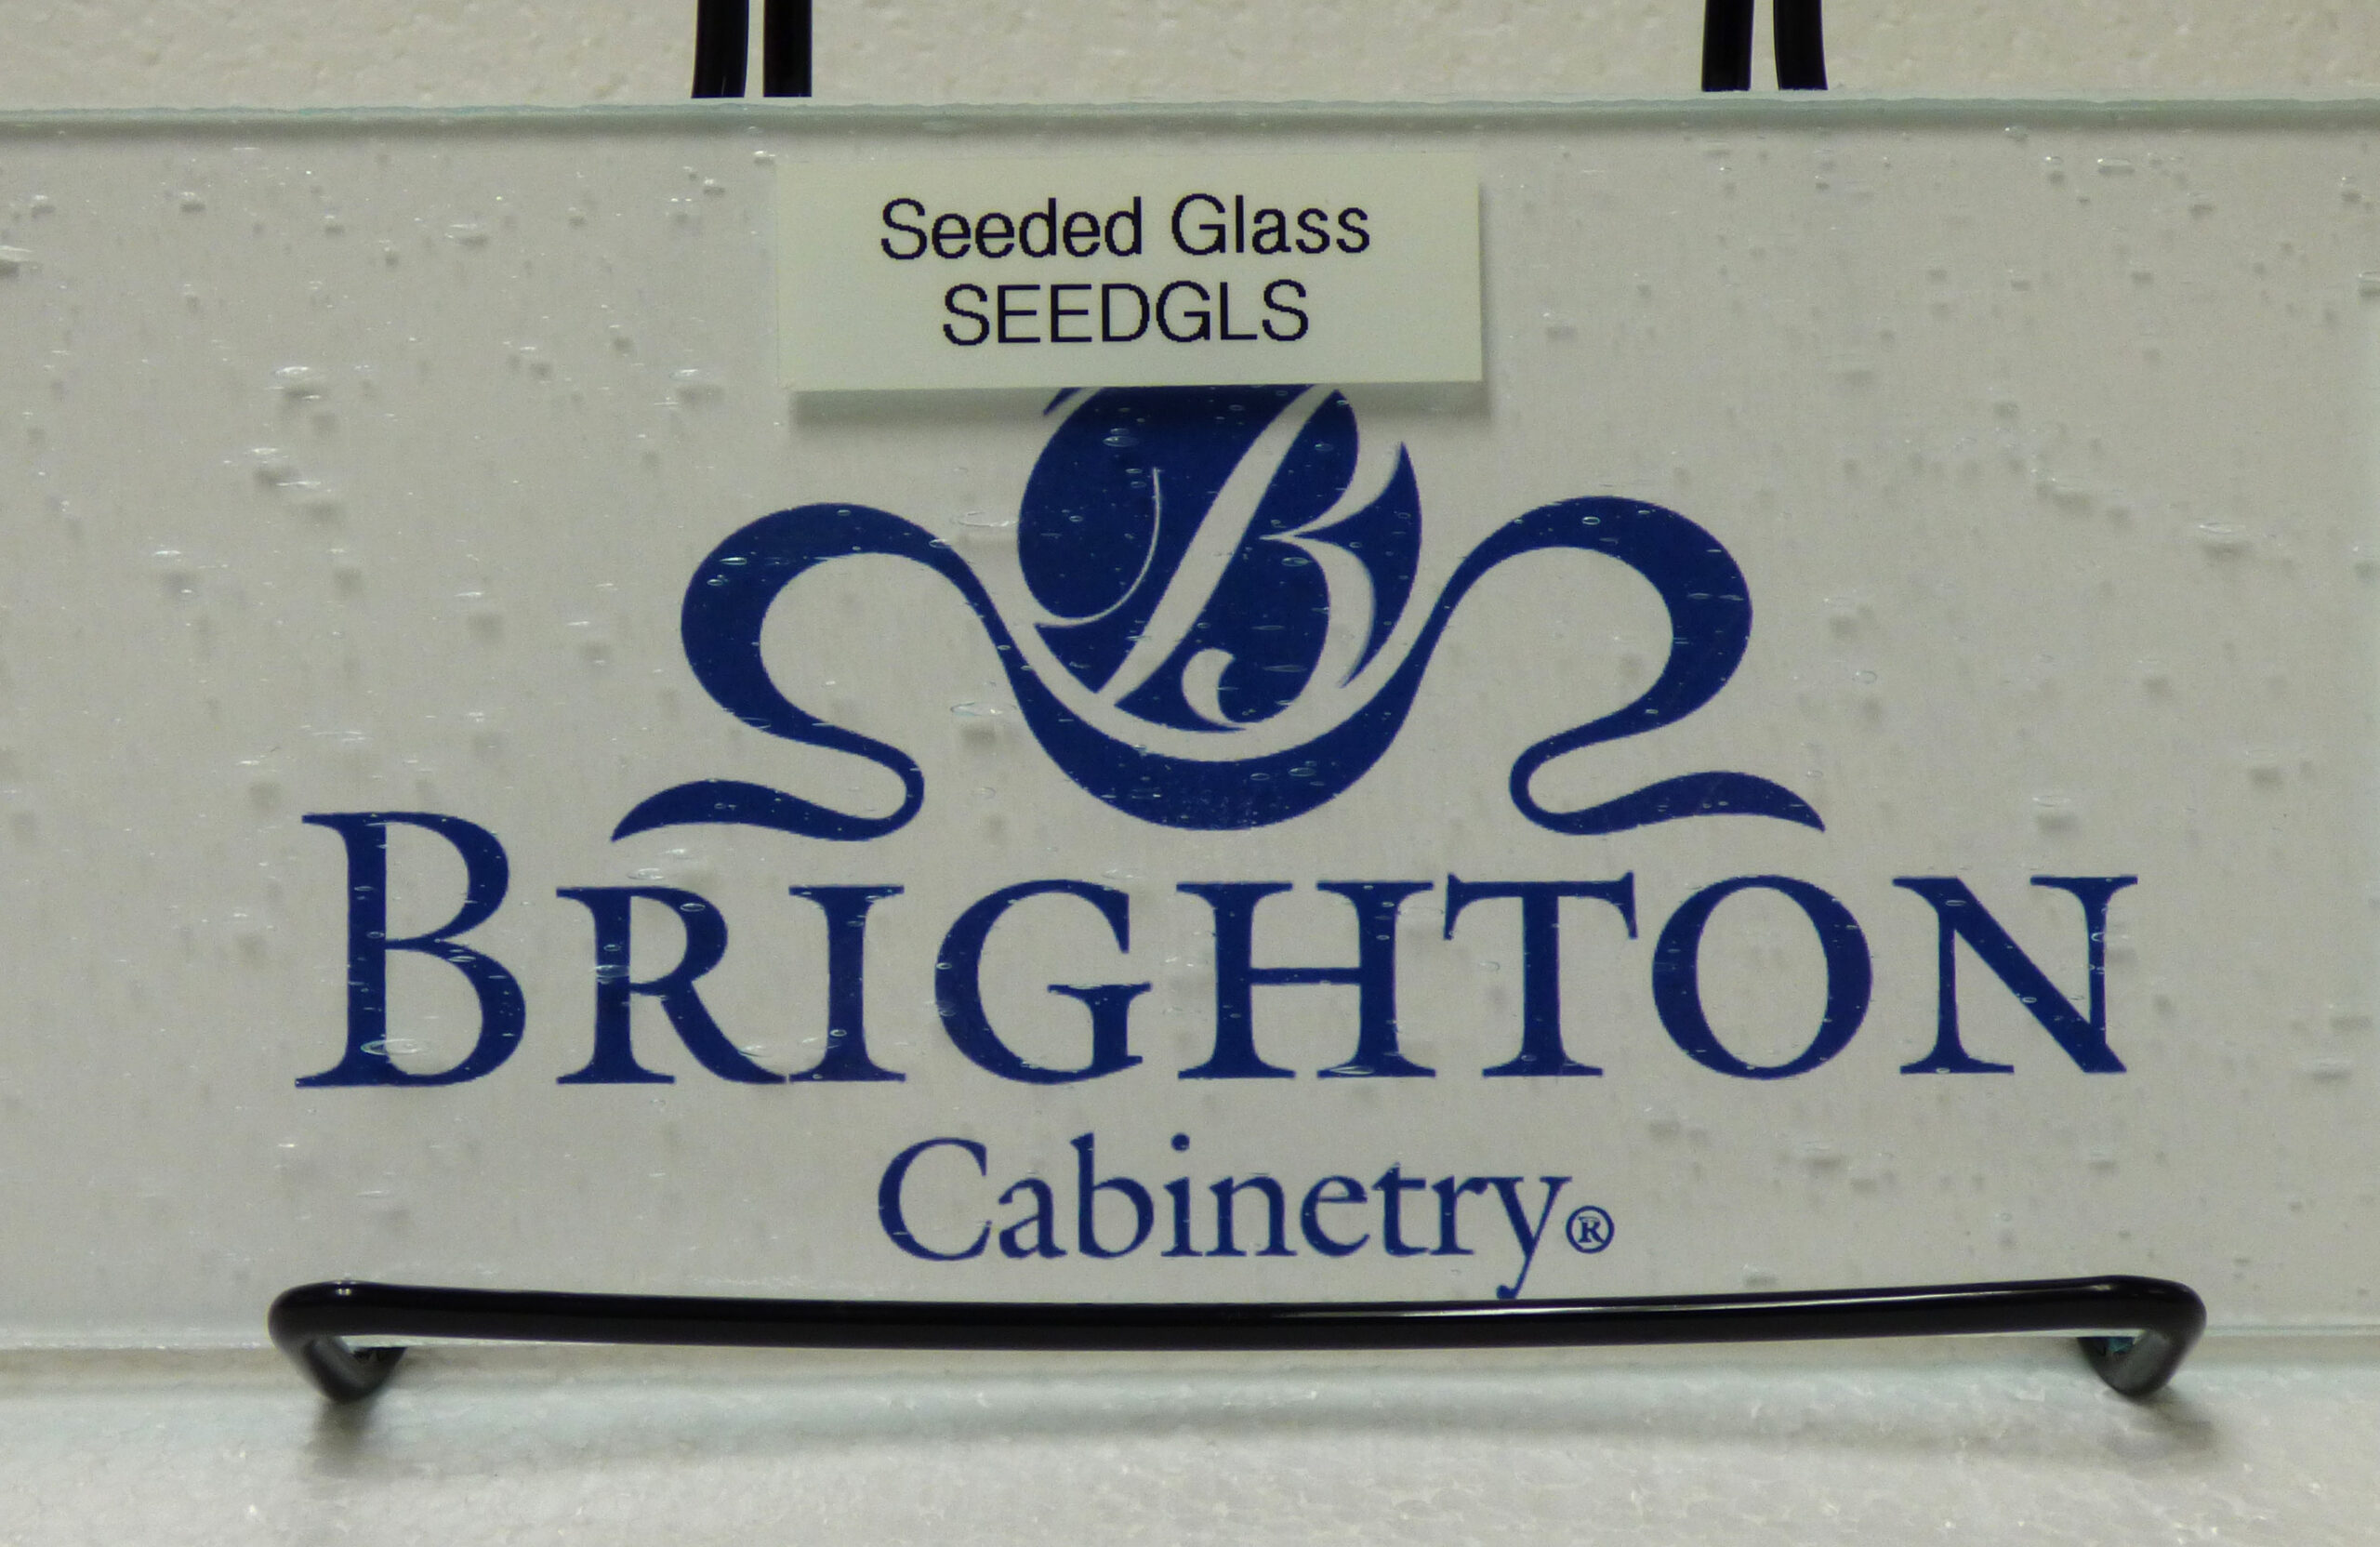 Seeded Glass
SEEDGLS
B
BRIGHTON
Cabinetry®